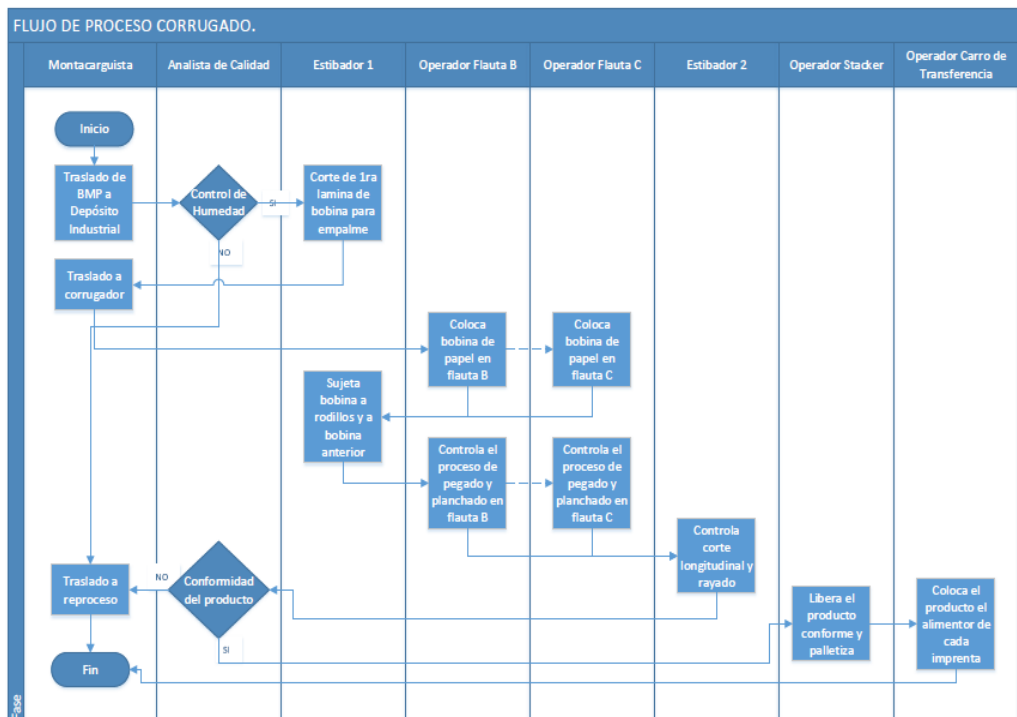 FLUJO DE PROCESO CORRUGADO.
Montacarguista
Analista de Calidad
Estibador 1
Operador Flauta B
Operador Flauta C
Estibador 2
Operador Stacker
Operador Carro de
Transferencia
Inicio
Traslado de
BMP a
Depósito
Industrial
Control de
Humedad
SI
Corte de 1ra
lamina de
bobina para
empalme
NO
Traslado a
corrugador
Coloca
bobina de
papel en
flauta B
Coloca
bobina de
papel en
flauta C
Sujeta
bobina a
rodillos y a
bobina
anterior
Controla el
proceso de
pegado y
planchado en
flauta B
Controla el
proceso de
pegado y
planchado en
flauta C
Controla
corte
longitudinal y
rayado
Conformidad
del producto
NO
Traslado a
reproceso
SI
Libera el
producto
conforme y
palletiza
Coloca el
producto el
alimentor de
cada
imprenta
Fin
Fase